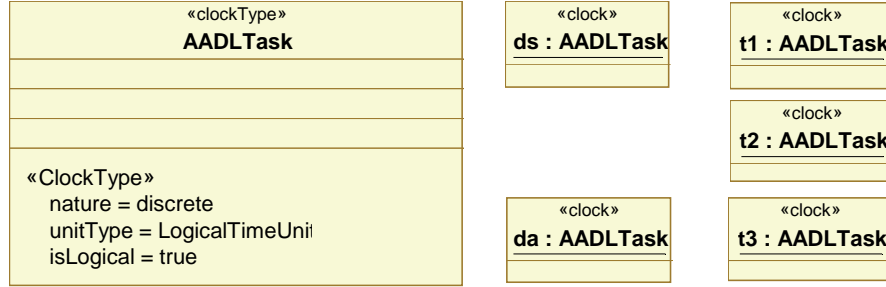 «clockType»
AADLTask
«ClockType»
nature = discrete
unitType = LogicalTimeUnit
isLogical = true
«clock»
ds : AADLTask
«clock»
da : AADLTask
«clock»
t1 : AADLTask
«clock»
t2 : AADLTask
«clock»
t3 : AADLTask